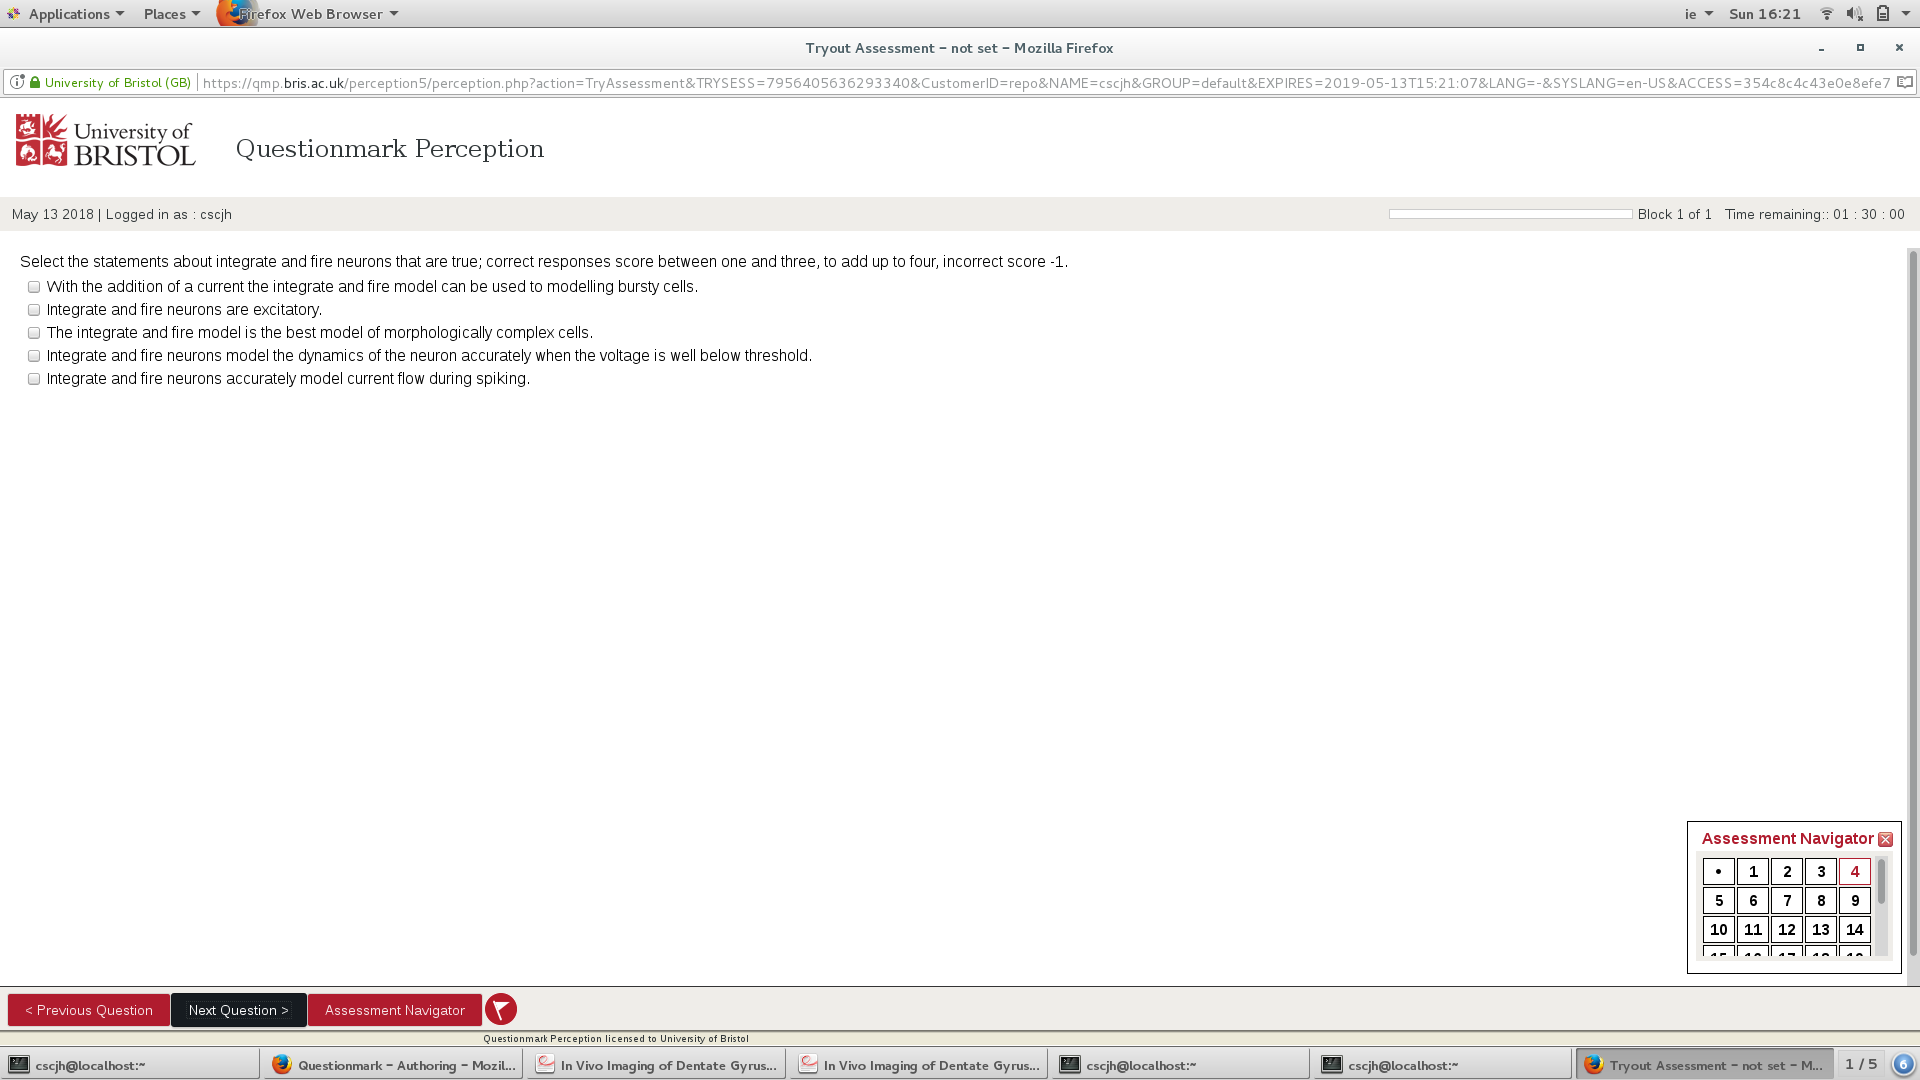 Applications Places Firefox Web Browser ie Sun 16:21
Tryout Assessment – not set – Mozilla Firefox
University of Bristol (GB) https://qmp.bris.ac.uk/perception5/perception.php?action=TryAssessment&TRYSESS=7956405636293340&CustomerID=repo&NAME=cscjh&GROUP=default&EXPIRES=2019-05-13T15:21:07&LANG=-&SYSLANG=en-US&ACCESS=354c8c4c43e0e8efe7
University of
BRISTOL
Questionmark Perception
May 13 2018 | Logged in as : cscjh Block 1 of 1 Time remaining:: 01 : 30 : 00
Select the statements about integrate and fire neurons that are true; correct responses score between one and three, to add up to four, incorrect score -1.
With the addition of a current the integrate and fire model can be used to modelling bursty cells.
Integrate and fire neurons are excitatory.
The integrate and fire model is the best model of morphologically complex cells.
Integrate and fire neurons model the dynamics of the neuron accurately when the voltage is well below threshold.
Integrate and fire neurons accurately model current flow during spiking.
Assessment Navigator
• 1 2 3 4
5 6 7 8 9
10 11 12 13 14
< Previous Question Next Question > Assessment Navigator
Questionmark Perception licensed to University of Bristol
cscjh@localhost:~ Questionmark – Authoring – Mozil... In Vivo Imaging of Dentate Gyrus... In Vivo Imaging of Dentate Gyrus... cscjh@localhost:~ cscjh@localhost:~ Tryout Assessment – not set – M... 1 / 5 6